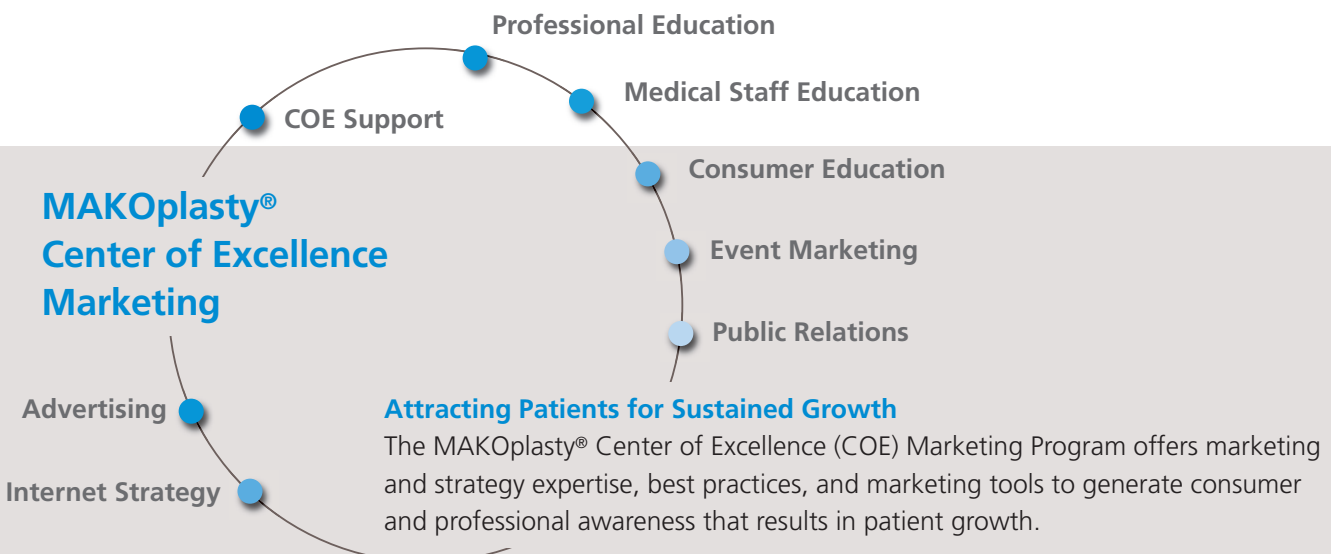 Professional Education
Medical Staff Education
COE Support
Consumer Education
MAKOplasty®
Center of Excellence
Marketing
Event Marketing
Public Relations
Advertising
Attracting Patients for Sustained Growth
The MAKOplasty® Center of Excellence (COE) Marketing Program offers marketing
and strategy expertise, best practices, and marketing tools to generate consumer
and professional awareness that results in patient growth.
Internet Strategy